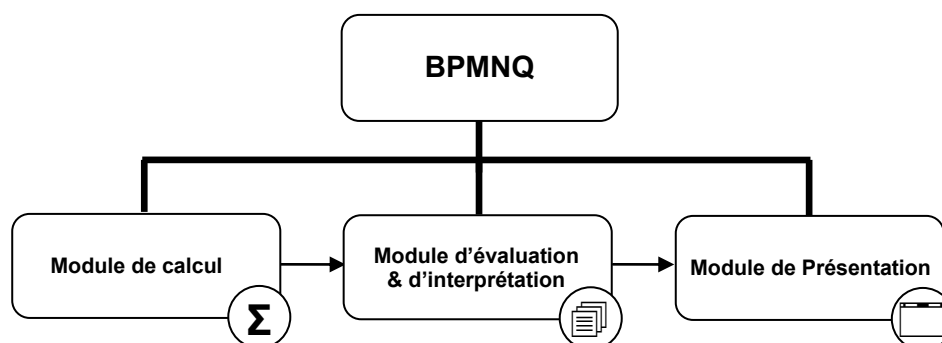 BPMNQ
Module de calcul
Module d’évaluation
& d’interprétation
Module de Présentation
Σ